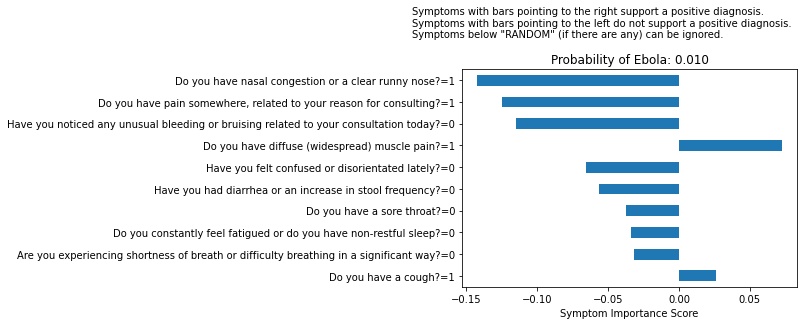 Symptoms with bars pointing to the right support a positive diagnosis.
Symptoms with bars pointing to the left do not support a positive diagnosis.
Symptoms below "RANDOM" (if there are any) can be ignored.
Probability of Ebola: 0.010
Do you have nasal congestion or a clear runny nose?=1
Do you have pain somewhere, related to your reason for consulting?=1
Have you noticed any unusual bleeding or bruising related to your consultation today?=0
Do you have diffuse (widespread) muscle pain?=1
Have you felt confused or disorientated lately?=0
Have you had diarrhea or an increase in stool frequency?=0
Do you have a sore throat?=0
Do you constantly feel fatigued or do you have non-restful sleep?=0
Are you experiencing shortness of breath or difficulty breathing in a significant way?=0
Do you have a cough?=1
−0.15 −0.10 −0.05 0.00 0.05
Symptom Importance Score